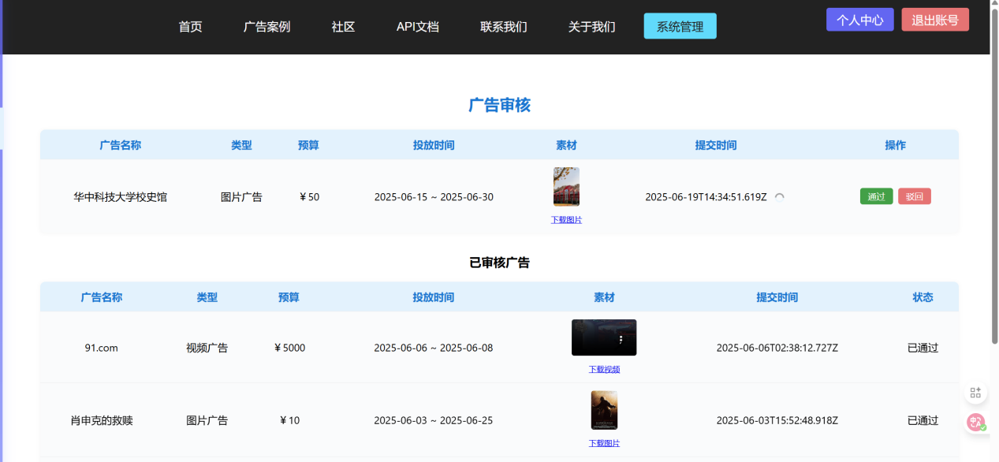 首页 广告案例 社区 API文档 联系我们 关于我们 系统管理 个人中心 退出账号
广告审核
广告名称 类型 预算 投放时间 素材 提交时间 操作
华中科技大学校史馆 图片广告 ¥50 2025-06-15 ~ 2025-06-30 2025-06-19T14:34:51.619Z 通过 驳回
下载图片
已审核广告
广告名称 类型 预算 投放时间 素材 提交时间 状态
91.com 视频广告 ¥5000 2025-06-06 ~ 2025-06-08 2025-06-06T02:38:12.727Z 已通过
下载视频
肖申克的救赎 图片广告 ¥10 2025-06-03 ~ 2025-06-25 2025-06-03T15:52:48.918Z 已通过
下载图片